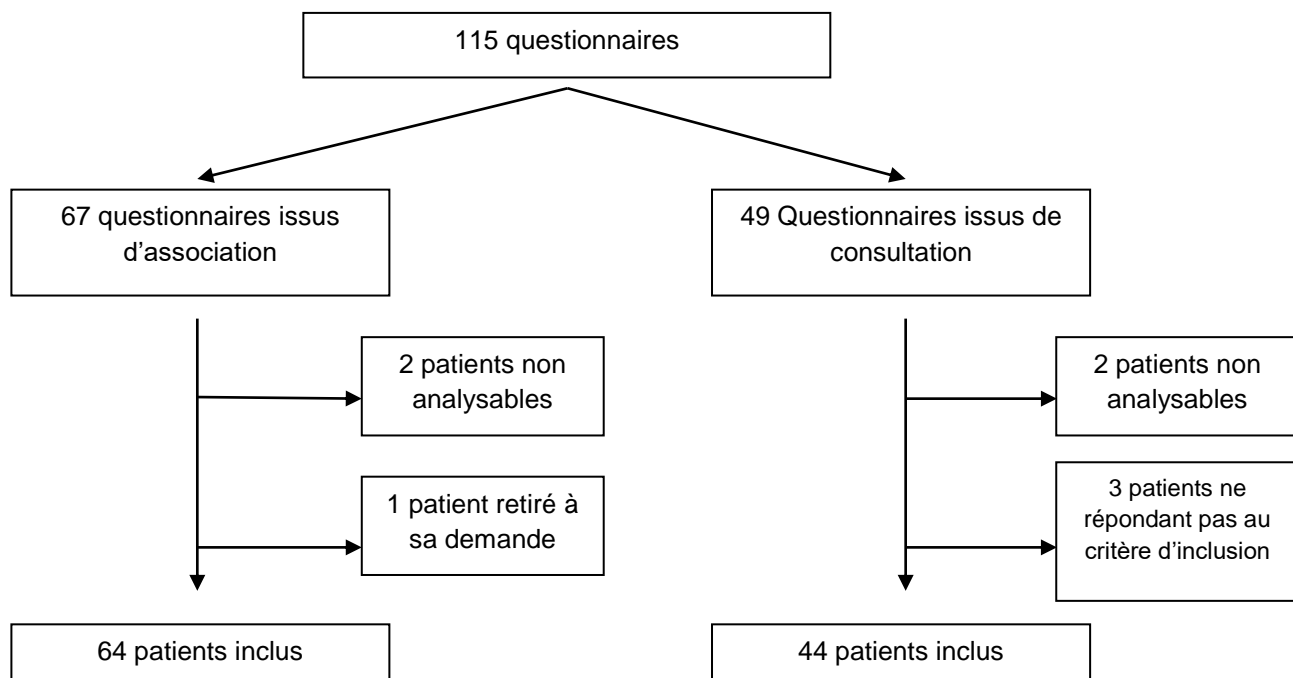 115 questionnaires
67 questionnaires issus
d’association
49 Questionnaires issus de
consultation
2 patients non
analysables
2 patients non
analysables
1 patient retiré à
sa demande
3 patients ne
répondant pas au
critère d’inclusion
64 patients inclus
44 patients inclus